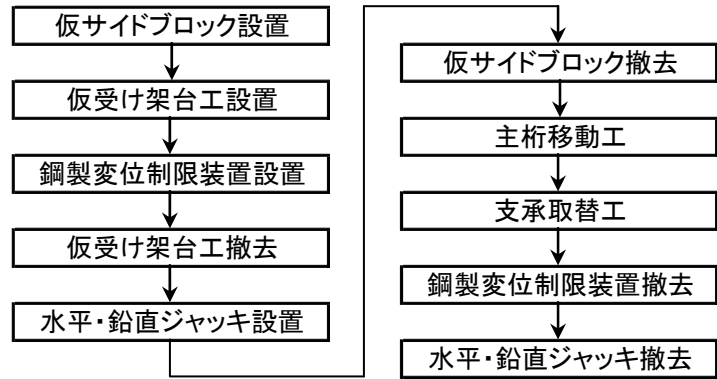 仮サイドブロック設置
仮受け架台工設置
鋼製変位制限装置設置
仮受け架台工撤去
水平・鉛直ジャッキ設置
仮サイドブロック撤去
主桁移動工
支承取替工
鋼製変位制限装置撤去
水平・鉛直ジャッキ撤去